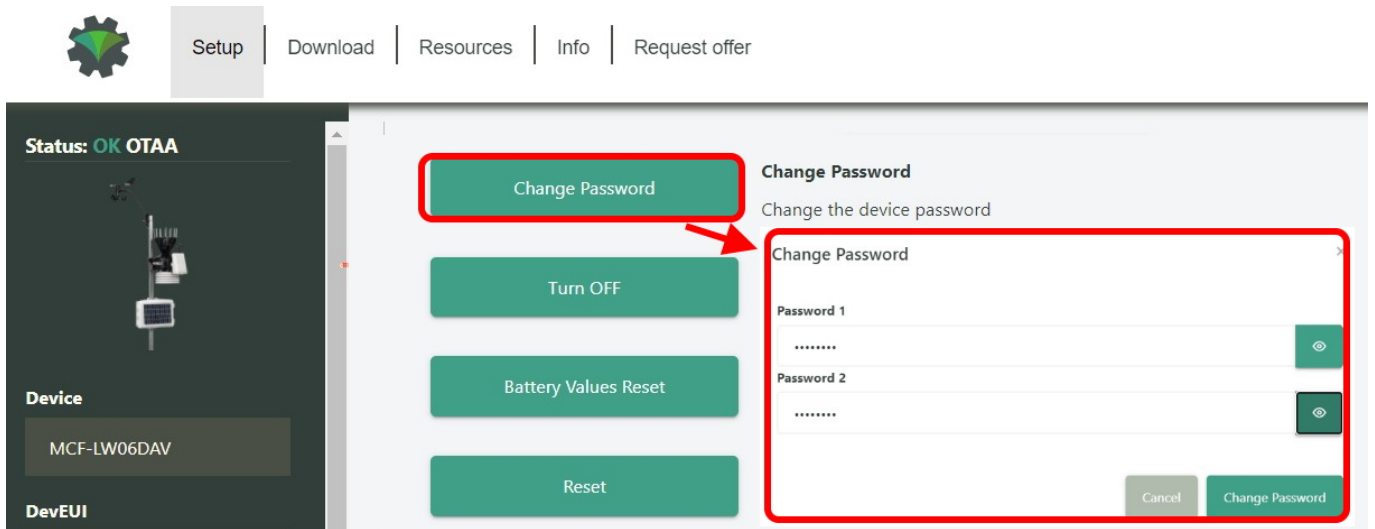 Setup
Download
Resources
Info
Request offer
Status: OK OTAA
Device
MCF-LW06DAV
DevEUI
Change Password
Turn OFF
Battery Values Reset
Reset
Change Password
Change the device password
Change Password
Password 1
••••••••
Password 2
••••••••
Cancel
Change Password